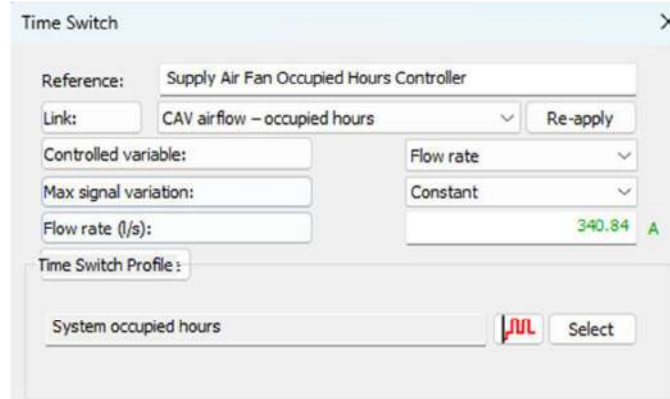 Time Switch
Reference: Supply Air Fan Occupied Hours Controller
Link: CAV airflow – occupied hours Re-apply
Controlled variable: Flow rate
Max signal variation: Constant
Flow rate (l/s): 340.84 A
Time Switch Profile :
System occupied hours Select